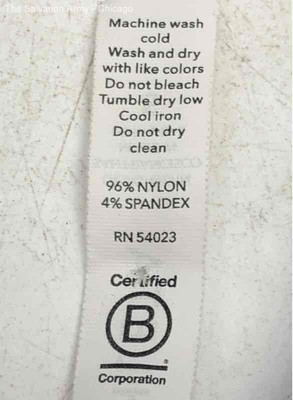 The Salvation Army - Chicago
Machine wash
cold
Wash and dry
with like colors
Do not bleach
Tumble dry low
Cool iron
Do not dry
clean
96% NYLON
4% SPANDEX
RN 54023
Certified
B
Corporation